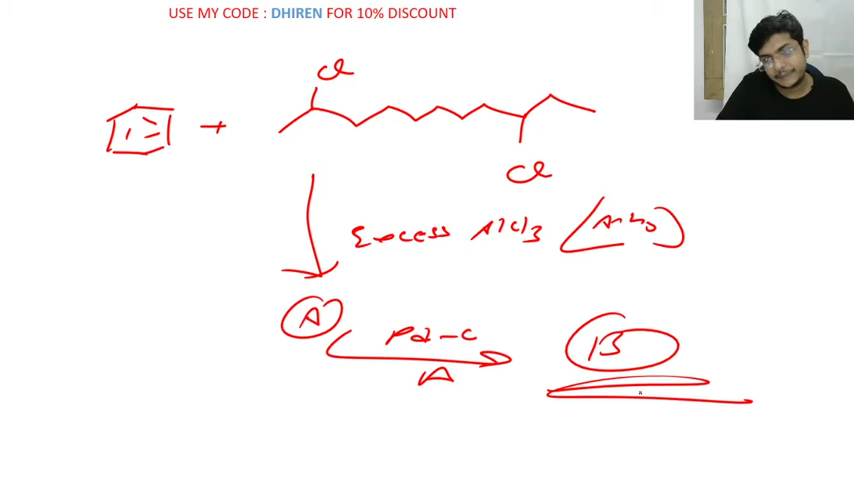 USE MY CODE : DHIREN FOR 10% DISCOUNT
Cl
+
Cl
Excess AlCl3
A
Pd-C
Δ
B